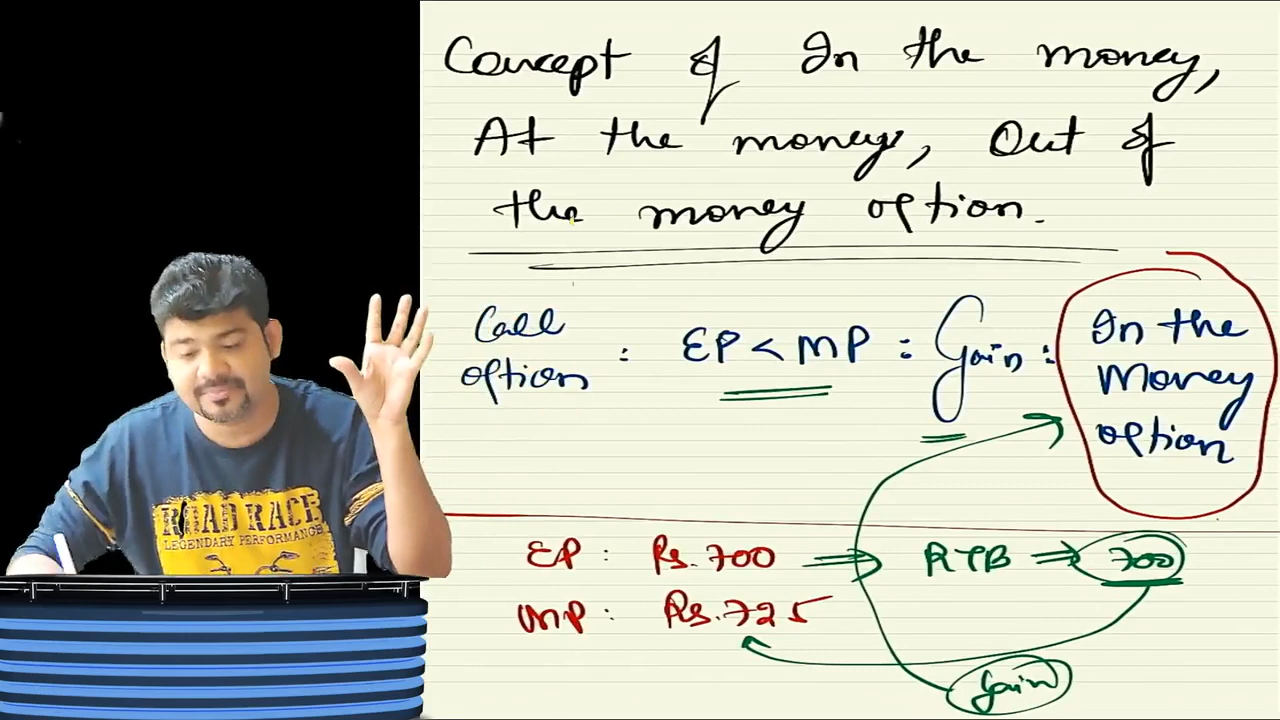 Concept of In the money,
At the money, Out of
the money option.
Call option : EP < MP = Gain : In the Money option
EP : Rs.700 ⇒ RTB ⇒ 700
MP : Rs.725
Gain
ROAD RACE
LEGENDARY PERFORMANCE